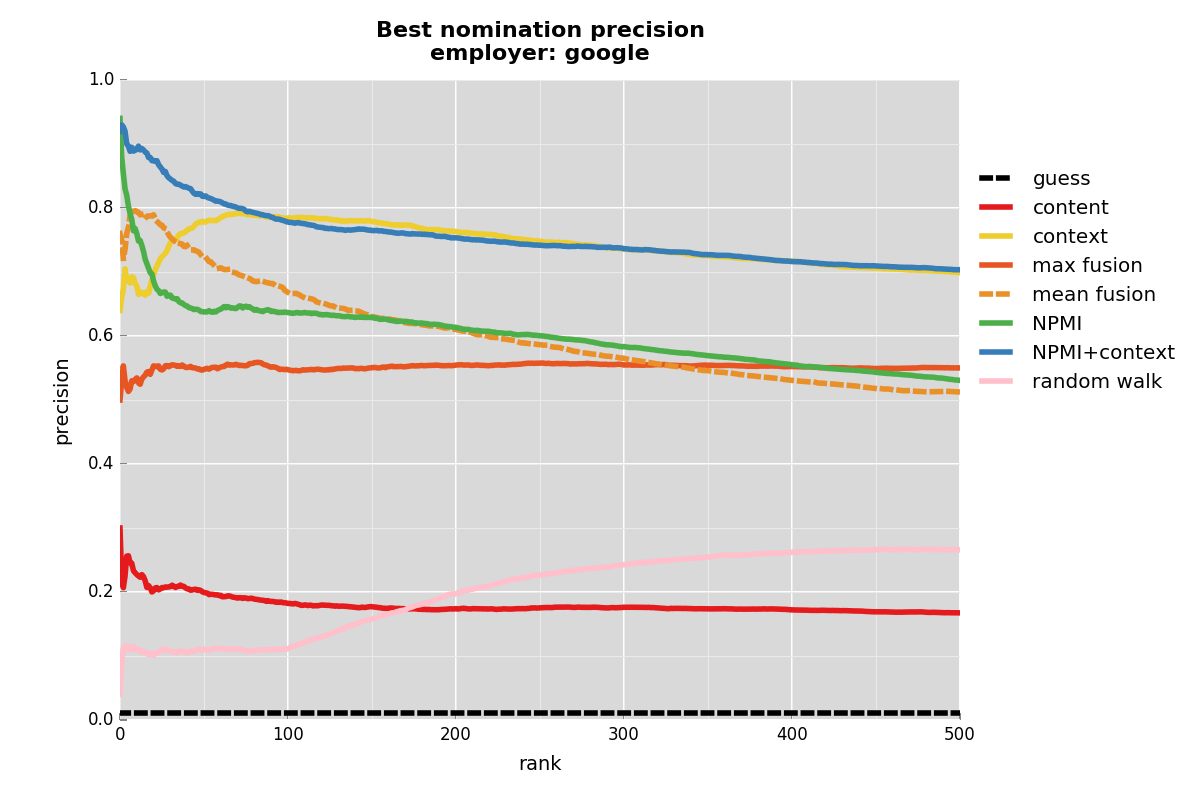 Best nomination precision
employer: google
1.0
0.8
0.6
0.4
0.2
0.0
precision
0 100 200 300 400 500
rank
guess
content
context
max fusion
mean fusion
NPMI
NPMI+context
random walk